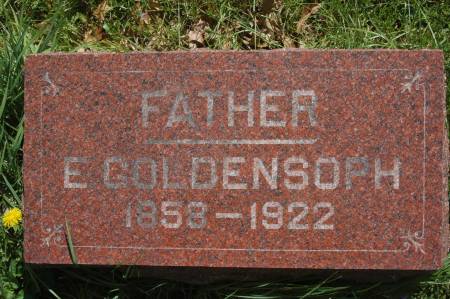 FATHER
E. GOLDENSOPH
1858 – 1922